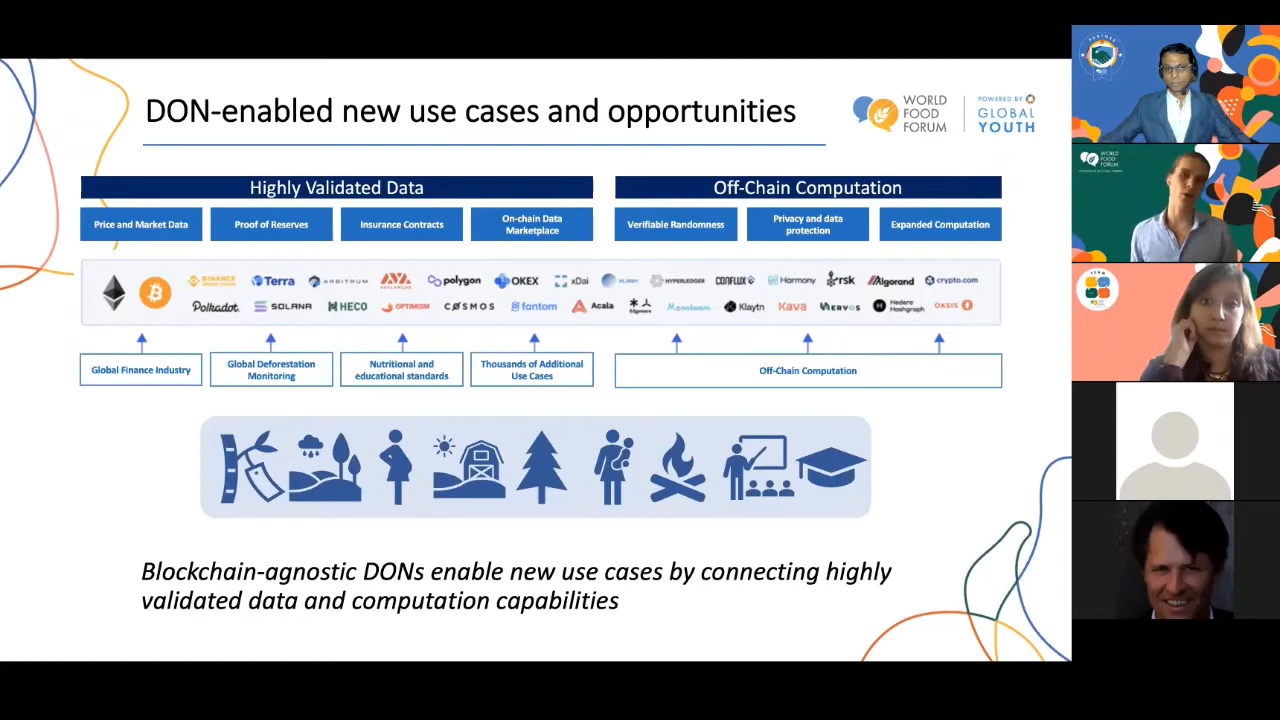 DON-enabled new use cases and opportunities
WORLD
FOOD
FORUM
POWERED BY
GLOBAL
YOUTH
Highly Validated Data
Off-Chain Computation
Price and Market Data
Proof of Reserves
Insurance Contracts
On-chain Data
Marketplace
Verifiable Randomness
Privacy and data
protection
Expanded Computation
BINANCE
Terra
ARBITRUM
AVALANCHE
polygon
OKEX
xDai
HYPERLEDGER
CONFLUX
Harmony
rsk
Algorand
crypto.com
Polkadot
SOLANA
HECO
OPTIMISM
COSMOS
fantom
Acala
Edgeware
Moonbeam
Klaytn
Kava
NERVOS
Hedera
Hashgraph
OASIS
Global Finance Industry
Global Deforestation
Monitoring
Nutritional and
educational standards
Thousands of Additional
Use Cases
Off-Chain Computation
Blockchain-agnostic DONs enable new use cases by connecting highly
validated data and computation capabilities
PARTNER
WORLD
FOOD
FORUM
TEAM